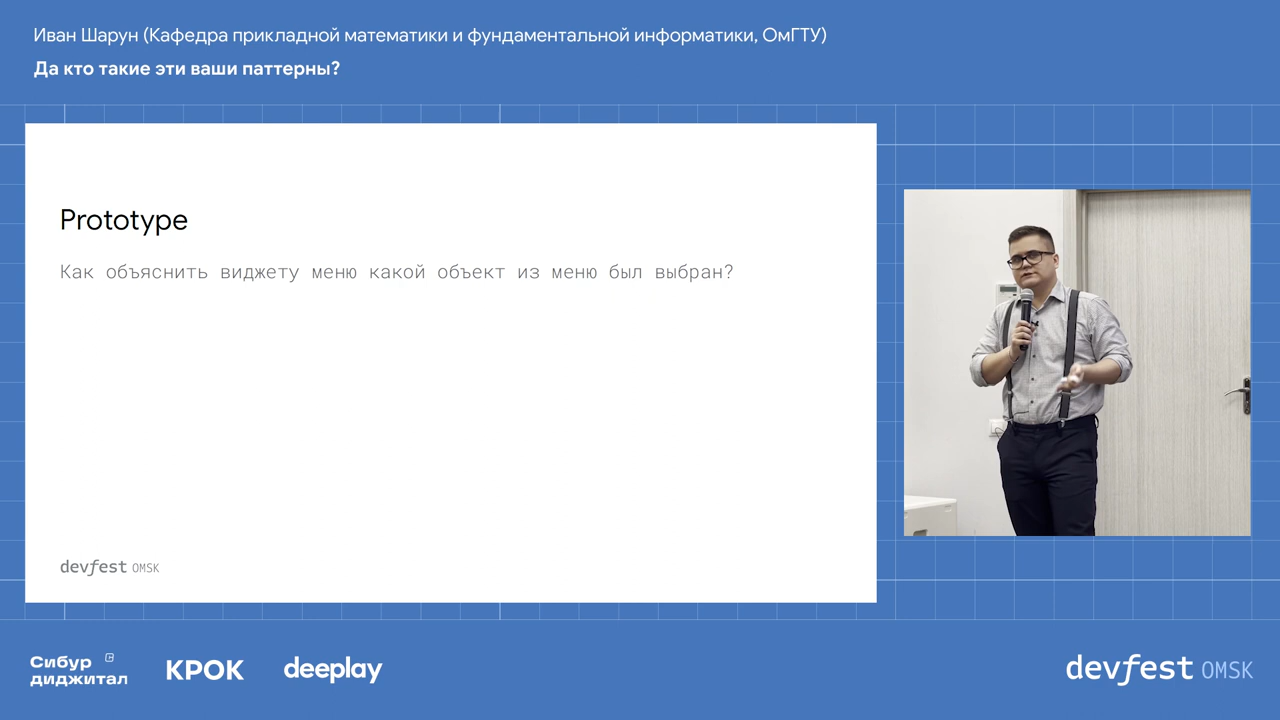 Иван Шарун (Кафедра прикладной математики и фундаментальной информатики, ОмГТУ)
Да кто такие эти ваши паттерны?
Prototype
Как объяснить виджету меню какой объект из меню был выбран?
devfest OMSK
Сибур
диджитал
КРОК
deeplay
devfest OMSK